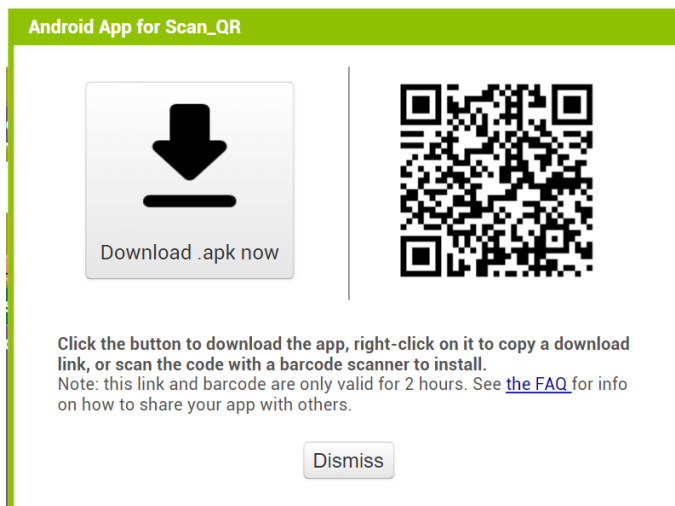 Android App for Scan_QR
Download .apk now
Click the button to download the app, right-click on it to copy a download
link, or scan the code with a barcode scanner to install.
Note: this link and barcode are only valid for 2 hours. See the FAQ for info
on how to share your app with others.
Dismiss